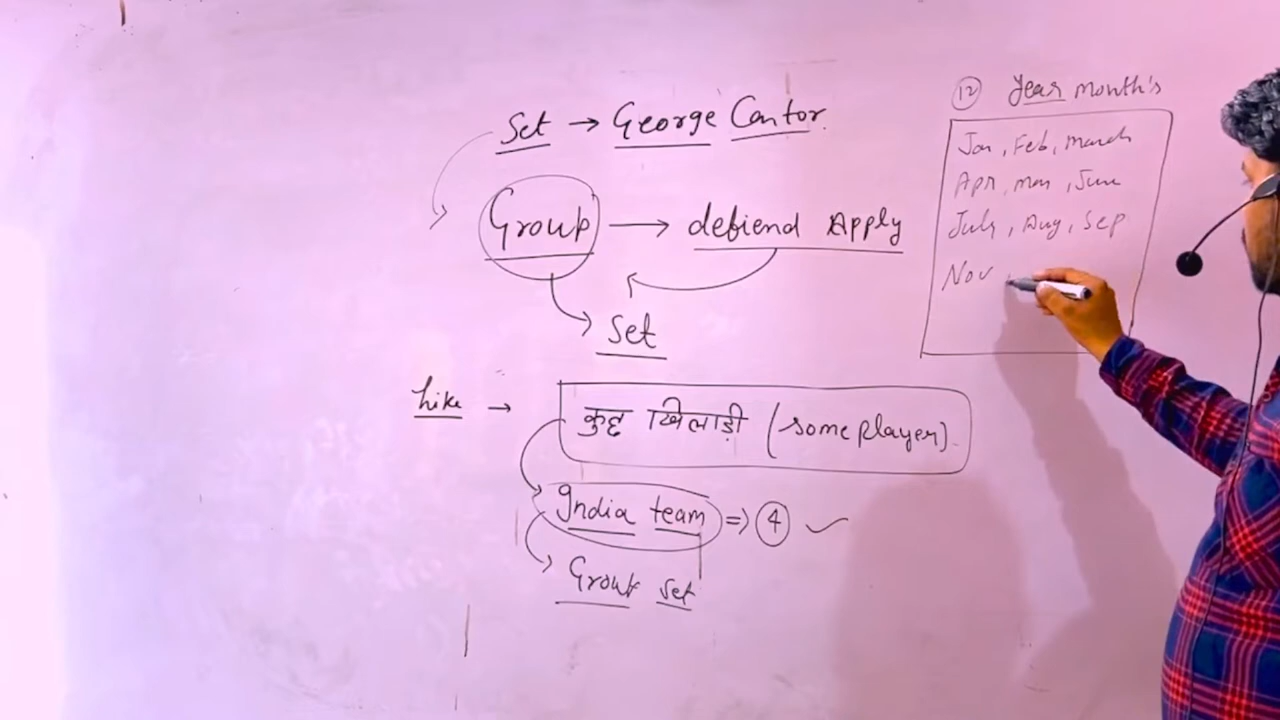 Set → George Cantor.
Group → defiend Apply
Set
Like → कुछ खिलाड़ी (some player).
India team ⇒ 4 ✓
Group set
12 Year month's
Jan, Feb, march
Apr, may, June
July, Aug, Sep
Nov